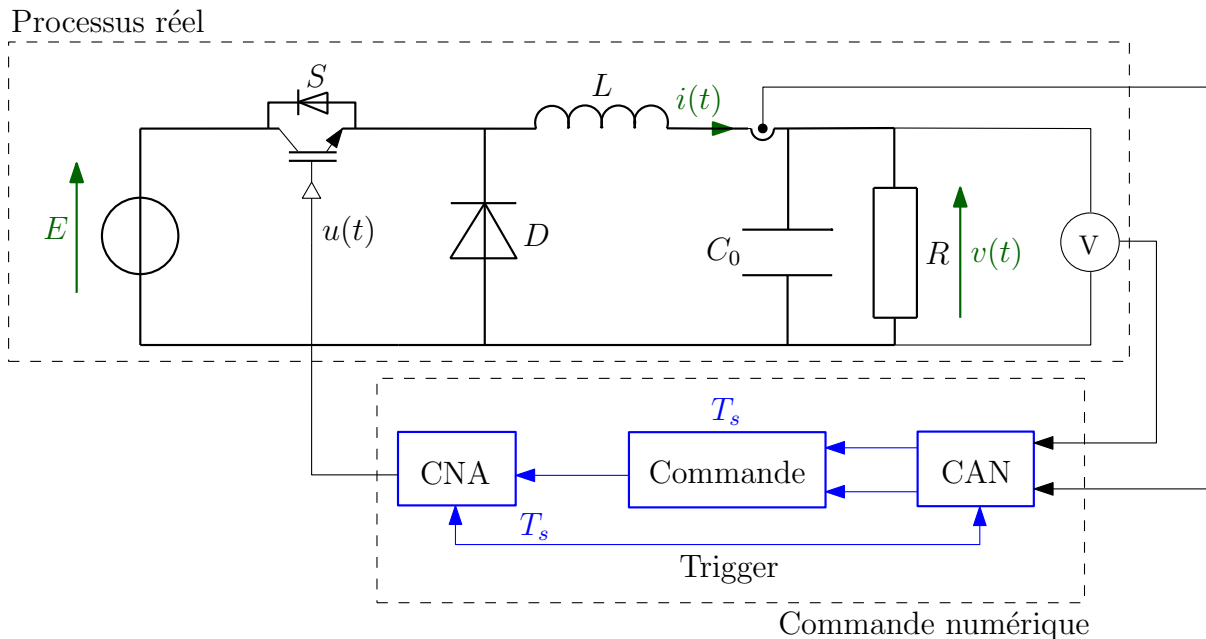 Processus réel
S
L
i(t)
E
u(t)
D
C₀
R
v(t)
V
Tₛ
CNA
Commande
CAN
Tₛ
Trigger
Commande numérique